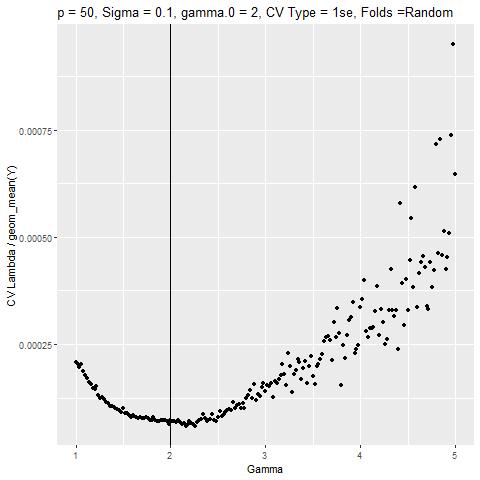 p = 50, Sigma = 0.1, gamma.0 = 2, CV Type = 1se, Folds =Random
CV Lambda / geom_mean(Y)
0.00075
0.00050
0.00025
1 2 3 4 5
Gamma